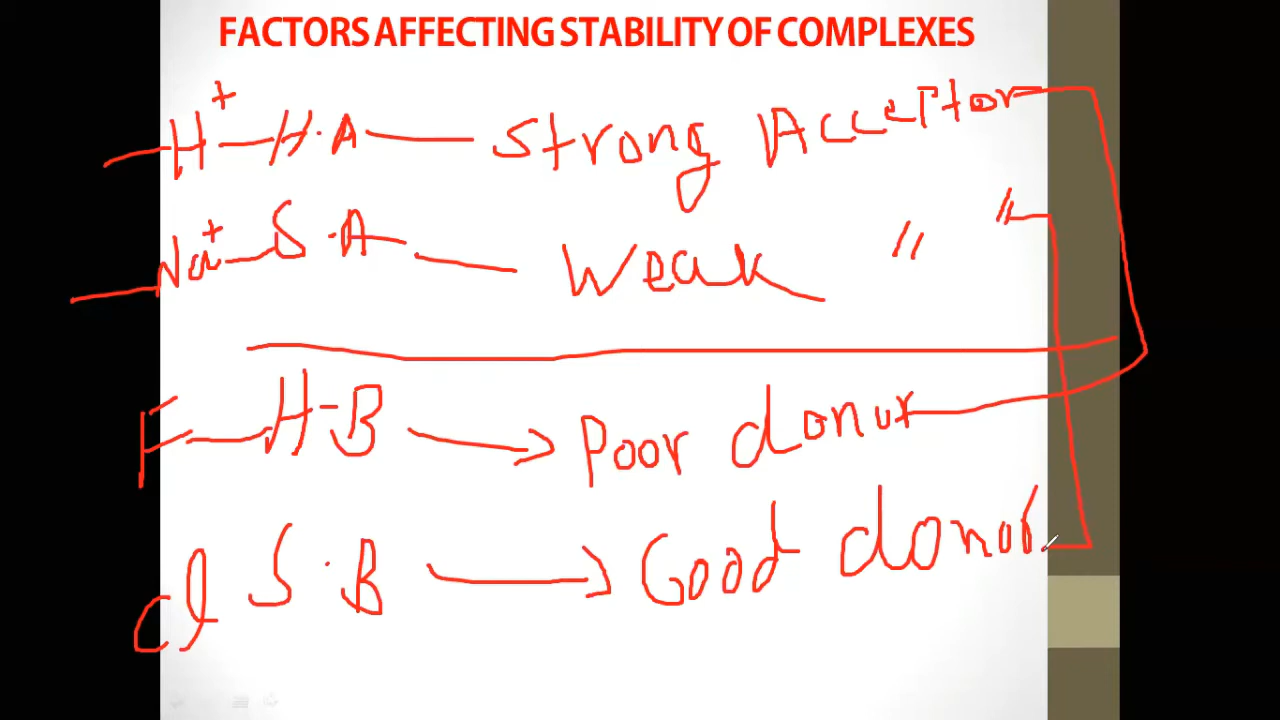 FACTORS AFFECTING STABILITY OF COMPLEXES
H+ — H.A — Strong Acceptor
Na+ — S.A — Weak " "
F — H-B → Poor donor
Cl S.B → Good donor